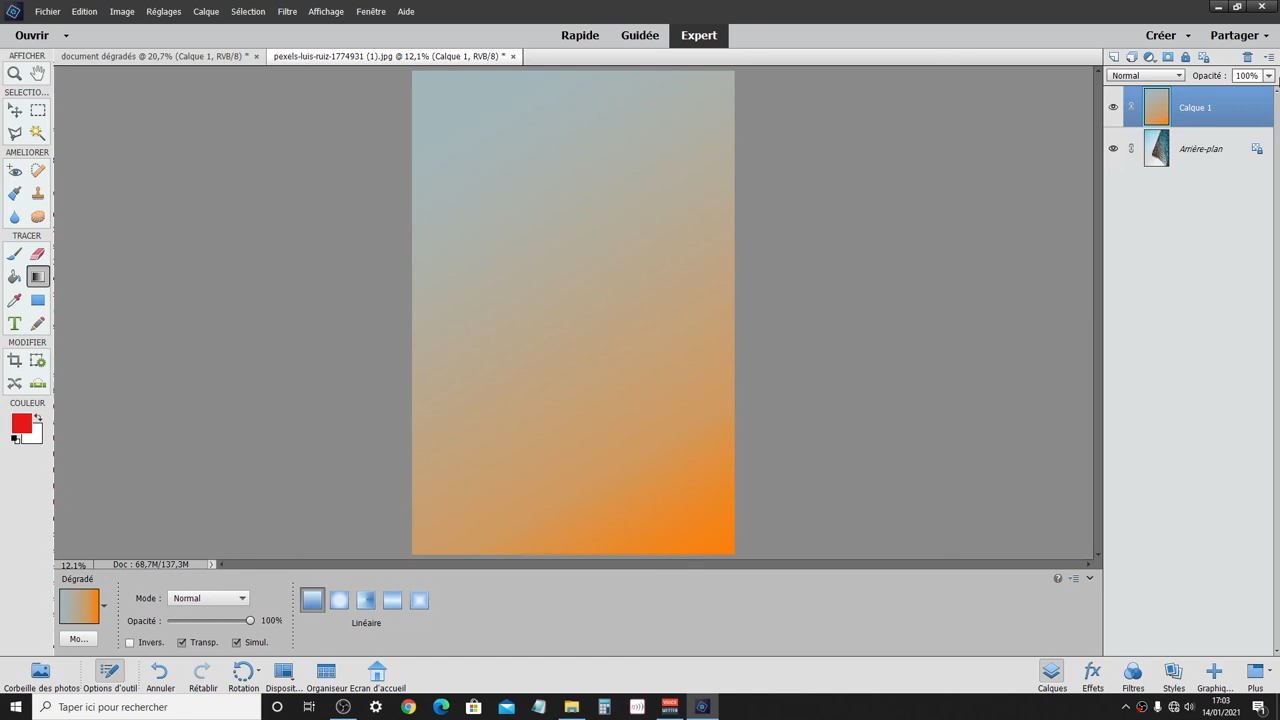 Fichier Edition Image Réglages Calque Sélection Filtre Affichage Fenêtre Aide
Ouvrir Rapide Guidée Expert Créer Partager
AFFICHER document dégradés @ 20,7% (Calque 1, RVB/8) * × pexels-luis-ruiz-1774931 (1).jpg @ 12,1% (Calque 1, RVB/8) * ×
Normal Opacité : 100%
SELECTIO...
Calque 1
Arrière-plan
AMELIORER
TRACER
T
MODIFIER
COULEUR
12.1% Doc : 68,7M/137,3M
Dégradé
Mode : Normal
Opacité : 100%
Linéaire
Mo... Invers. Transp. Simul.
Corbeille des photos Options d'outil Annuler Rétablir Rotation Disposit... Organiseur Ecran d'accueil Calques Effets Filtres Styles Graphiq... Plus
Taper ici pour rechercher
17:03
14/01/2021